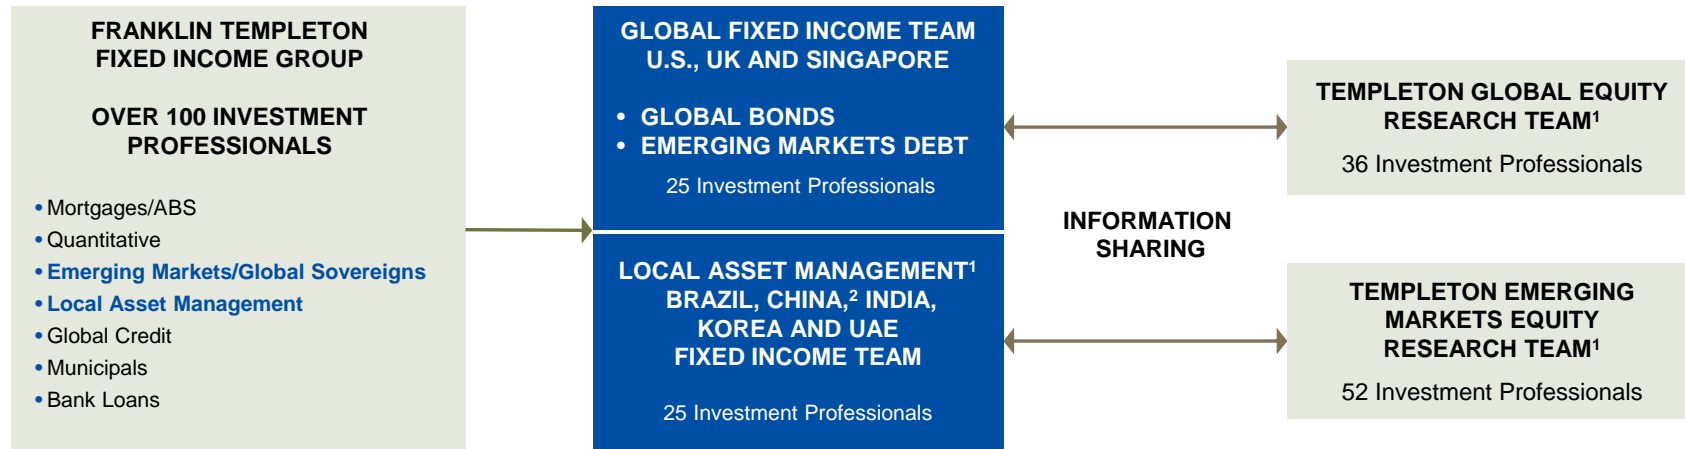 FRANKLIN TEMPLETON
FIXED INCOME GROUP
OVER 100 INVESTMENT
PROFESSIONALS
• Mortgages/ABS
• Quantitative
• Emerging Markets/Global Sovereigns
• Local Asset Management
• Global Credit
• Municipals
• Bank Loans
GLOBAL FIXED INCOME TEAM
U.S., UK AND SINGAPORE
• GLOBAL BONDS
• EMERGING MARKETS DEBT
25 Investment Professionals
LOCAL ASSET MANAGEMENT¹
BRAZIL, CHINA,² INDIA,
KOREA AND UAE
FIXED INCOME TEAM
25 Investment Professionals
INFORMATION
SHARING
TEMPLETON GLOBAL EQUITY
RESEARCH TEAM¹
36 Investment Professionals
TEMPLETON EMERGING
MARKETS EQUITY
RESEARCH TEAM¹
52 Investment Professionals